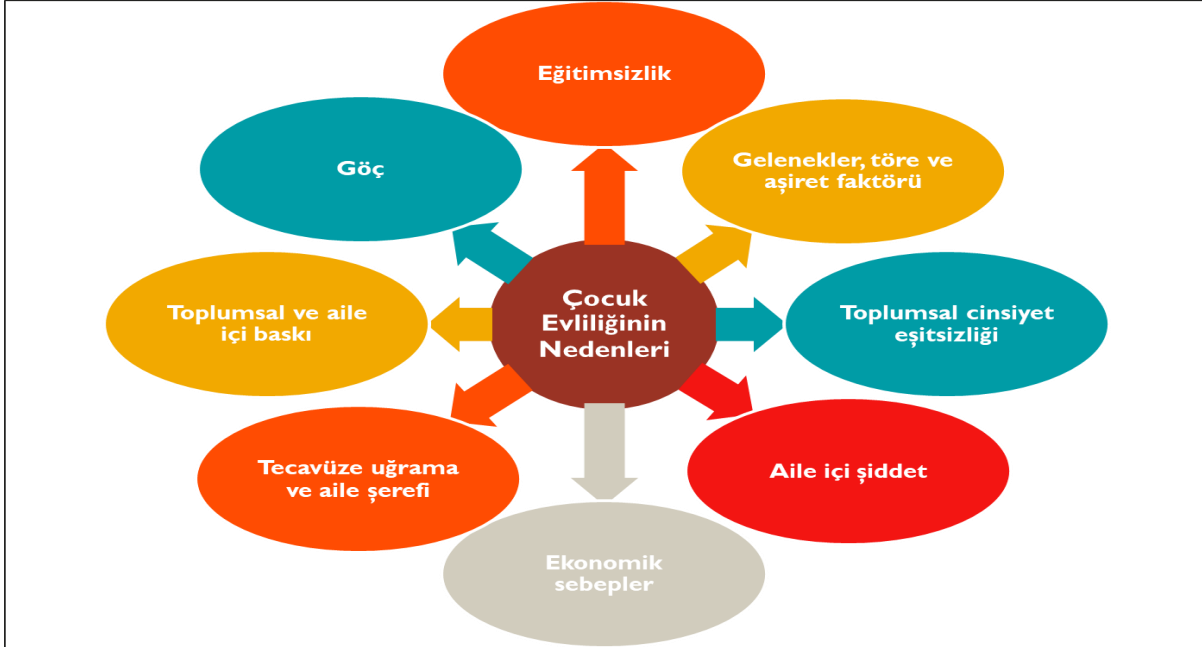 Eğitimsizlik
Gelenekler, töre ve
aşiret faktörü
Toplumsal cinsiyet
eşitsizliği
Aile içi şiddet
Ekonomik
sebepler
Tecavüze uğrama
ve aile şerefi
Toplumsal ve aile
içi baskı
Göç
Çocuk
Evliliğinin
Nedenleri